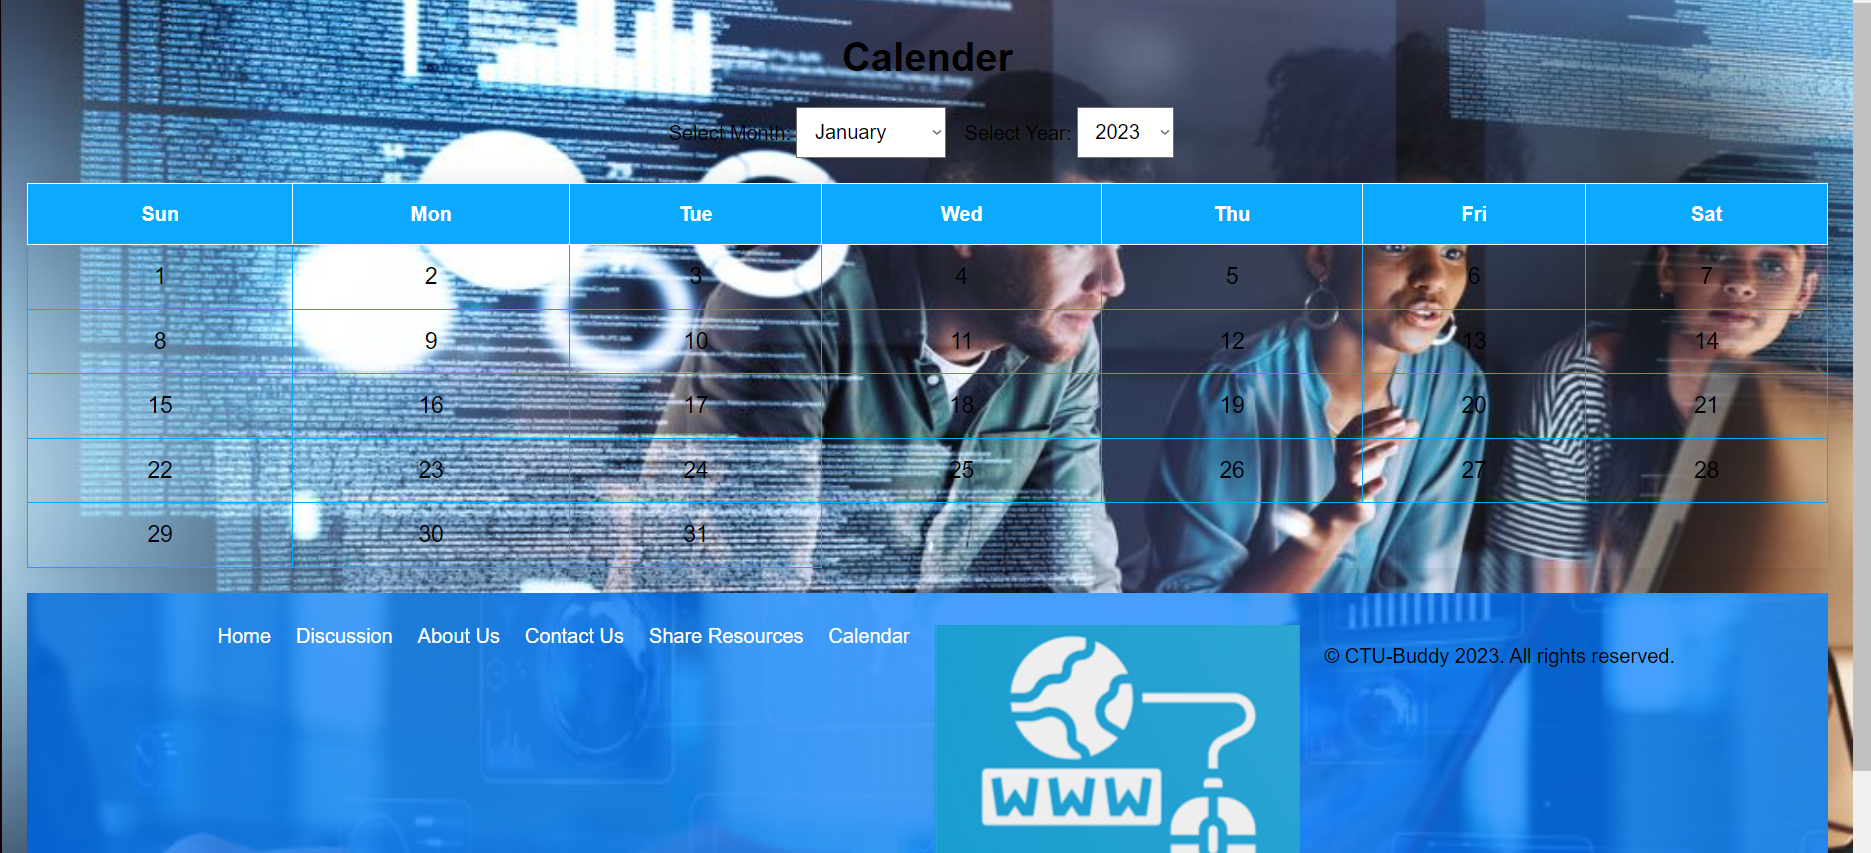 Calender
Select Month: January Select Year: 2023
Sun Mon Tue Wed Thu Fri Sat
1 2 3 4 5 6 7
8 9 10 11 12 13 14
15 16 17 18 19 20 21
22 23 24 25 26 27 28
29 30 31
Home Discussion About Us Contact Us Share Resources Calendar
© CTU-Buddy 2023. All rights reserved.
WWW